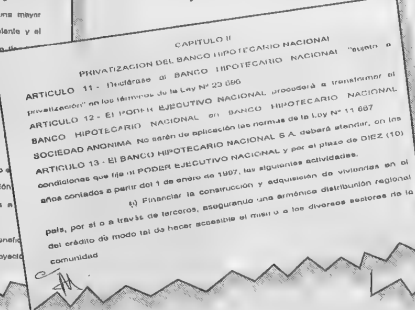 una mayor
plante y el
CAPITULO II
PRIVATIZACION DEL BANCO HIPOTECARIO NACIONAL
ARTICULO 11 - Declárase al BANCO HIPOTECARIO NACIONAL "sujeto a
privatización" en los términos de la Ley Nº 23 696
ARTICULO 12 - El PODER EJECUTIVO NACIONAL procederá a transformar el
BANCO HIPOTECARIO NACIONAL en BANCO HIPOTECARIO NACIONAL
SOCIEDAD ANONIMA No serán de aplicación las normas de la Ley Nº 11 867
ARTICULO 13 - El BANCO HIPOTECARIO NACIONAL S A. deberá atender, en las
condiciones que fije el PODER EJECUTIVO NACIONAL y por el plazo de DIEZ (10)
años contados a partir del 1 de enero de 1997, las siguientes actividades.
Financiar la construcción y adquisición de viviendas en el
país, por sí o a través de terceros, asegurando una armónica distribución regional
del crédito de modo tal de hacer accesible el mismo a los diversos sectores de la
comunidad